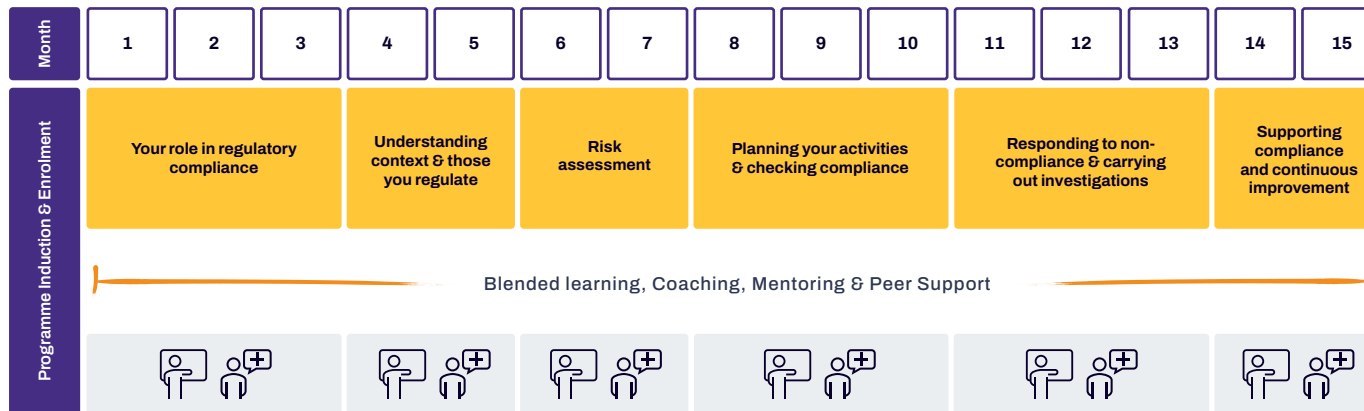 Month
1
2
3
4
5
6
7
8
9
10
11
12
13
14
15
Programme Induction & Enrolment
Your role in regulatory
compliance
Understanding
context & those
you regulate
Risk
assessment
Planning your activities
& checking compliance
Responding to non-
compliance & carrying
out investigations
Supporting
compliance
and continuous
improvement
Blended learning, Coaching, Mentoring & Peer Support